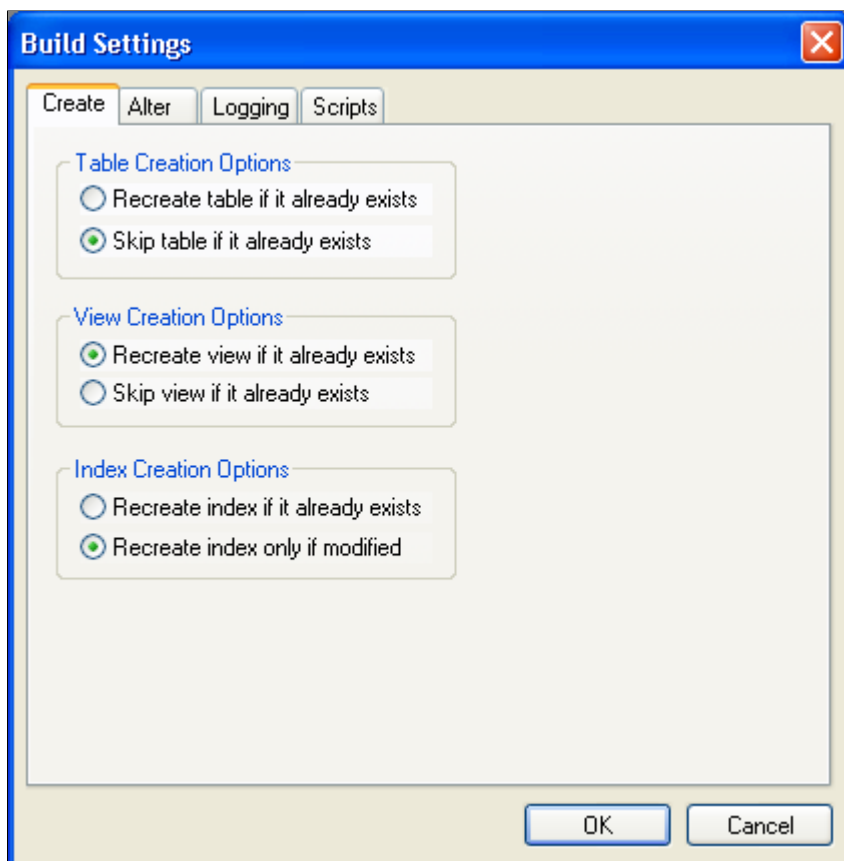 Build Settings
Create Alter Logging Scripts
Table Creation Options
Recreate table if it already exists
Skip table if it already exists
View Creation Options
Recreate view if it already exists
Skip view if it already exists
Index Creation Options
Recreate index if it already exists
Recreate index only if modified
OK Cancel